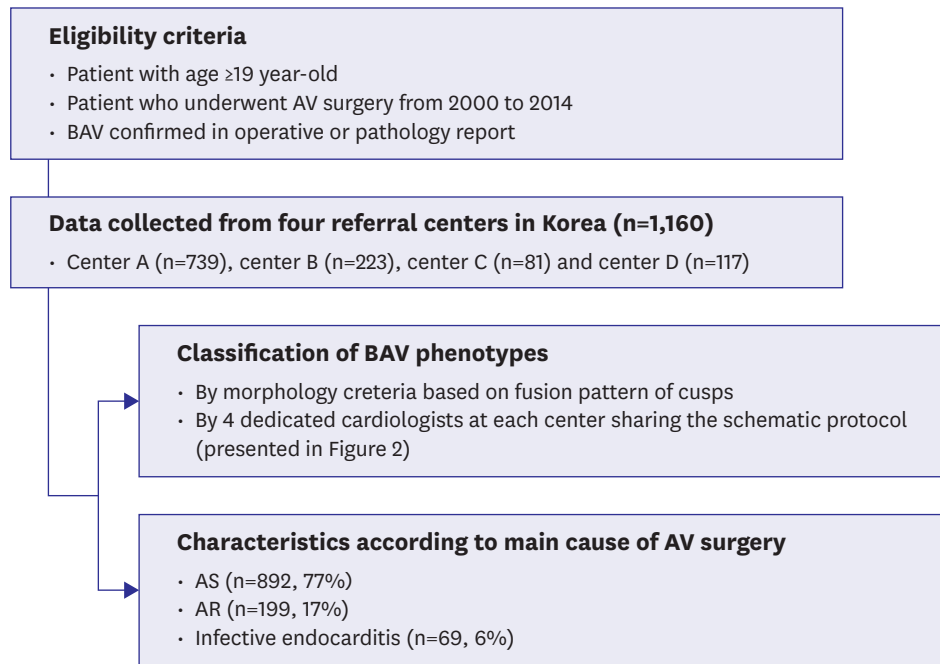 Eligibility criteria
· Patient with age ≥19 year-old
· Patient who underwent AV surgery from 2000 to 2014
· BAV confirmed in operative or pathology report
Data collected from four referral centers in Korea (n=1,160)
· Center A (n=739), center B (n=223), center C (n=81) and center D (n=117)
Classification of BAV phenotypes
· By morphology creteria based on fusion pattern of cusps
· By 4 dedicated cardiologists at each center sharing the schematic protocol
(presented in Figure 2)
Characteristics according to main cause of AV surgery
· AS (n=892, 77%)
· AR (n=199, 17%)
· Infective endocarditis (n=69, 6%)